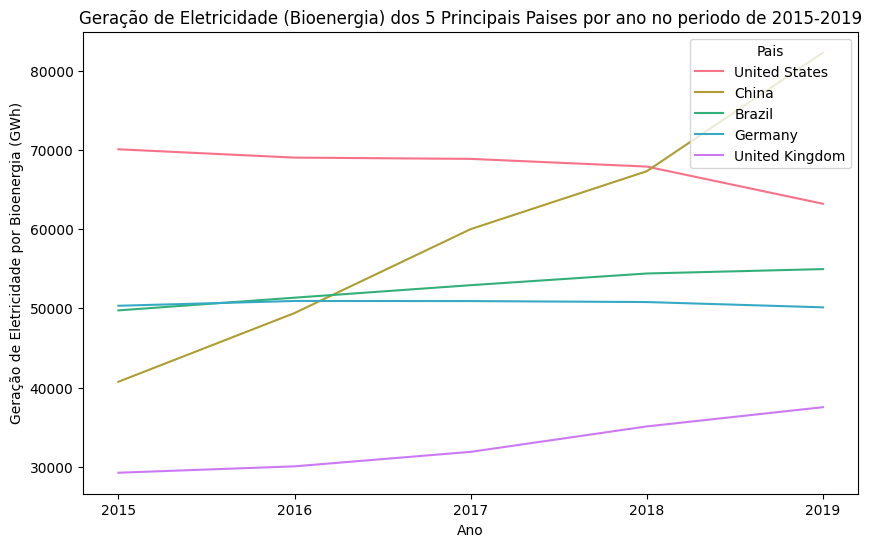 Geração de Eletricidade (Bioenergia) dos 5 Principais Paises por ano no periodo de 2015-2019
Geração de Eletricidade por Bioenergia (GWh)
80000
70000
60000
50000
40000
30000
Pais
United States
China
Brazil
Germany
United Kingdom
2015
2016
2017
2018
2019
Ano